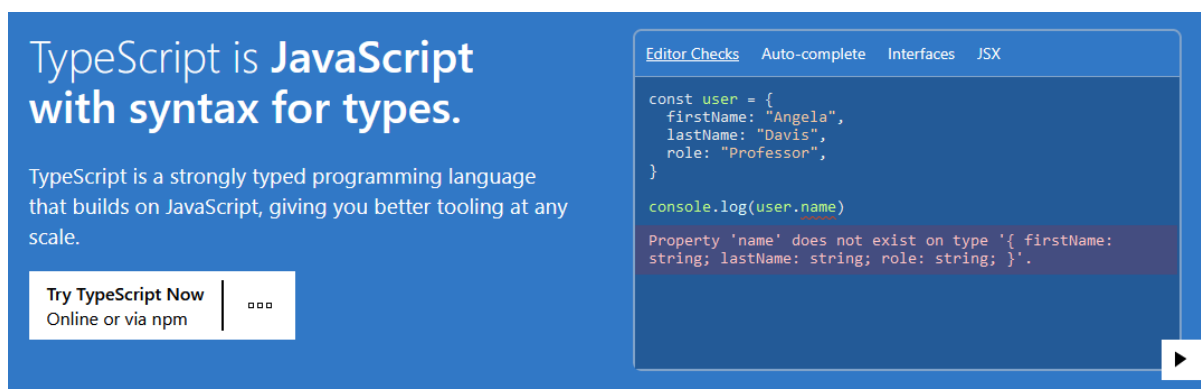 TypeScript is JavaScript
with syntax for types.
TypeScript is a strongly typed programming language
that builds on JavaScript, giving you better tooling at any
scale.
Try TypeScript Now
Online or via npm
Editor Checks Auto-complete Interfaces JSX
const user = {
  firstName: "Angela",
  lastName: "Davis",
  role: "Professor",
}
console.log(user.name)
Property 'name' does not exist on type '{ firstName:
string; lastName: string; role: string; }'.